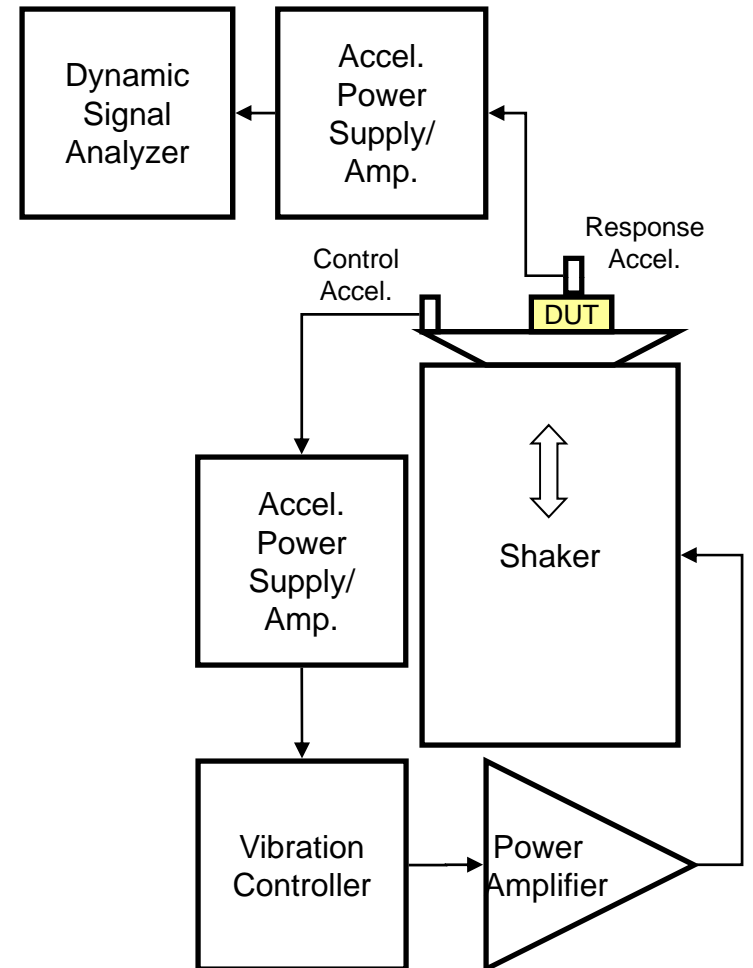 Dynamic
Signal
Analyzer
Accel.
Power
Supply/
Amp.
Response
Accel.
Control
Accel.
DUT
Accel.
Power
Supply/
Amp.
Shaker
Vibration
Controller
Power
Amplifier